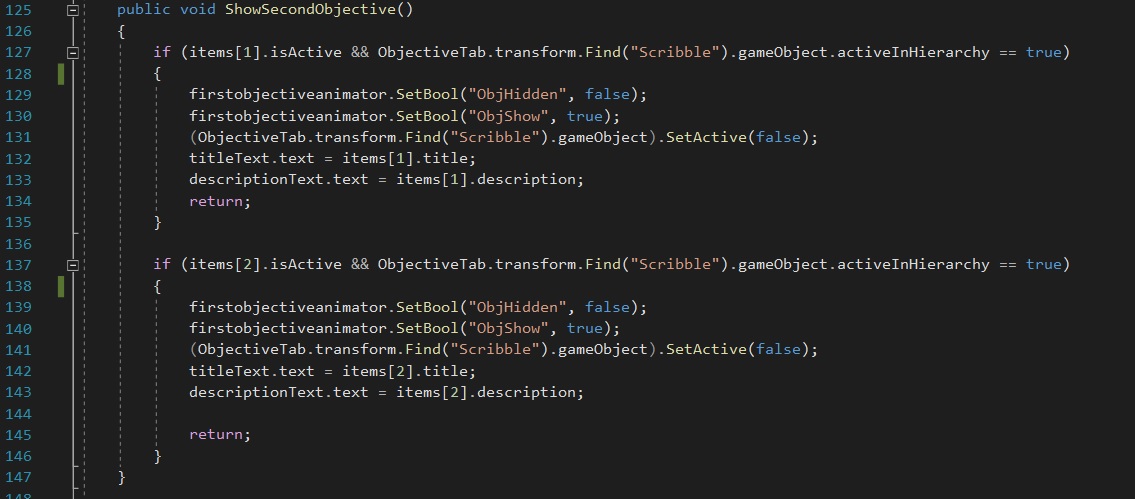 125 public void ShowSecondObjective()
126 {
127 if (items[1].isActive && ObjectiveTab.transform.Find("Scribble").gameObject.activeInHierarchy == true)
128 {
129 firstobjectiveanimator.SetBool("ObjHidden", false);
130 firstobjectiveanimator.SetBool("ObjShow", true);
131 (ObjectiveTab.transform.Find("Scribble").gameObject).SetActive(false);
132 titleText.text = items[1].title;
133 descriptionText.text = items[1].description;
134 return;
135 }
136
137 if (items[2].isActive && ObjectiveTab.transform.Find("Scribble").gameObject.activeInHierarchy == true)
138 {
139 firstobjectiveanimator.SetBool("ObjHidden", false);
140 firstobjectiveanimator.SetBool("ObjShow", true);
141 (ObjectiveTab.transform.Find("Scribble").gameObject).SetActive(false);
142 titleText.text = items[2].title;
143 descriptionText.text = items[2].description;
144
145 return;
146 }
147 }
148